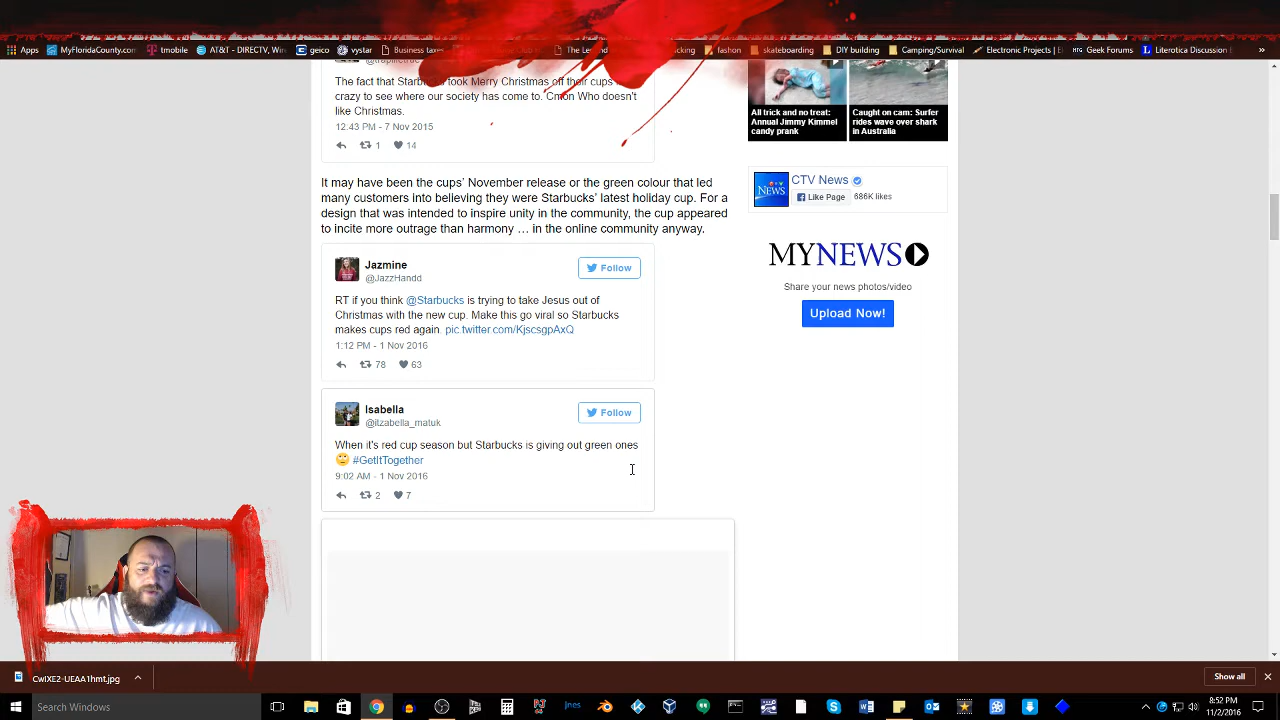 Apps
MyFloridaCounty.com
tmobile
AT&T - DIRECTV, Wir
geico
vystar
Business taxes
Club
The Legend
fashon
skateboarding
DIY building
Camping/Survival
Electronic Projects | E
Geek Forums
Literotica Discussion
»
The fact that took Merry Christmas off their cups
crazy to see where our society has come to. C'mon Who doesn't
like Christmas.
12:43 PM - 7 Nov 2015
1 14
It may have been the cups' November release or the green colour that led
many customers into believing they were Starbucks' latest holiday cup. For a
design that was intended to inspire unity in the community, the cup appeared
to incite more outrage than harmony … in the online community anyway.
Jazmine
@JazzHandd
Follow
RT if you think @Starbucks is trying to take Jesus out of
Christmas with the new cup. Make this go viral so Starbucks
makes cups red again. pic.twitter.com/KjscsgpAxQ
1:12 PM - 1 Nov 2016
78 63
Isabella
@itzabella_matuk
Follow
When it's red cup season but Starbucks is giving out green ones
🙄 #GetItTogether
9:02 AM - 1 Nov 2016
2 7
All trick and no treat:
Annual Jimmy Kimmel
candy prank
Caught on cam: Surfer
rides wave over shark
in Australia
NEWS
CTV News
Like Page 686K likes
MYNEWS
Share your news photos/video
Upload Now!
CwIXE2-UEAA1hmt.jpg
Show all
Search Windows
8:52 PM
11/2/2016